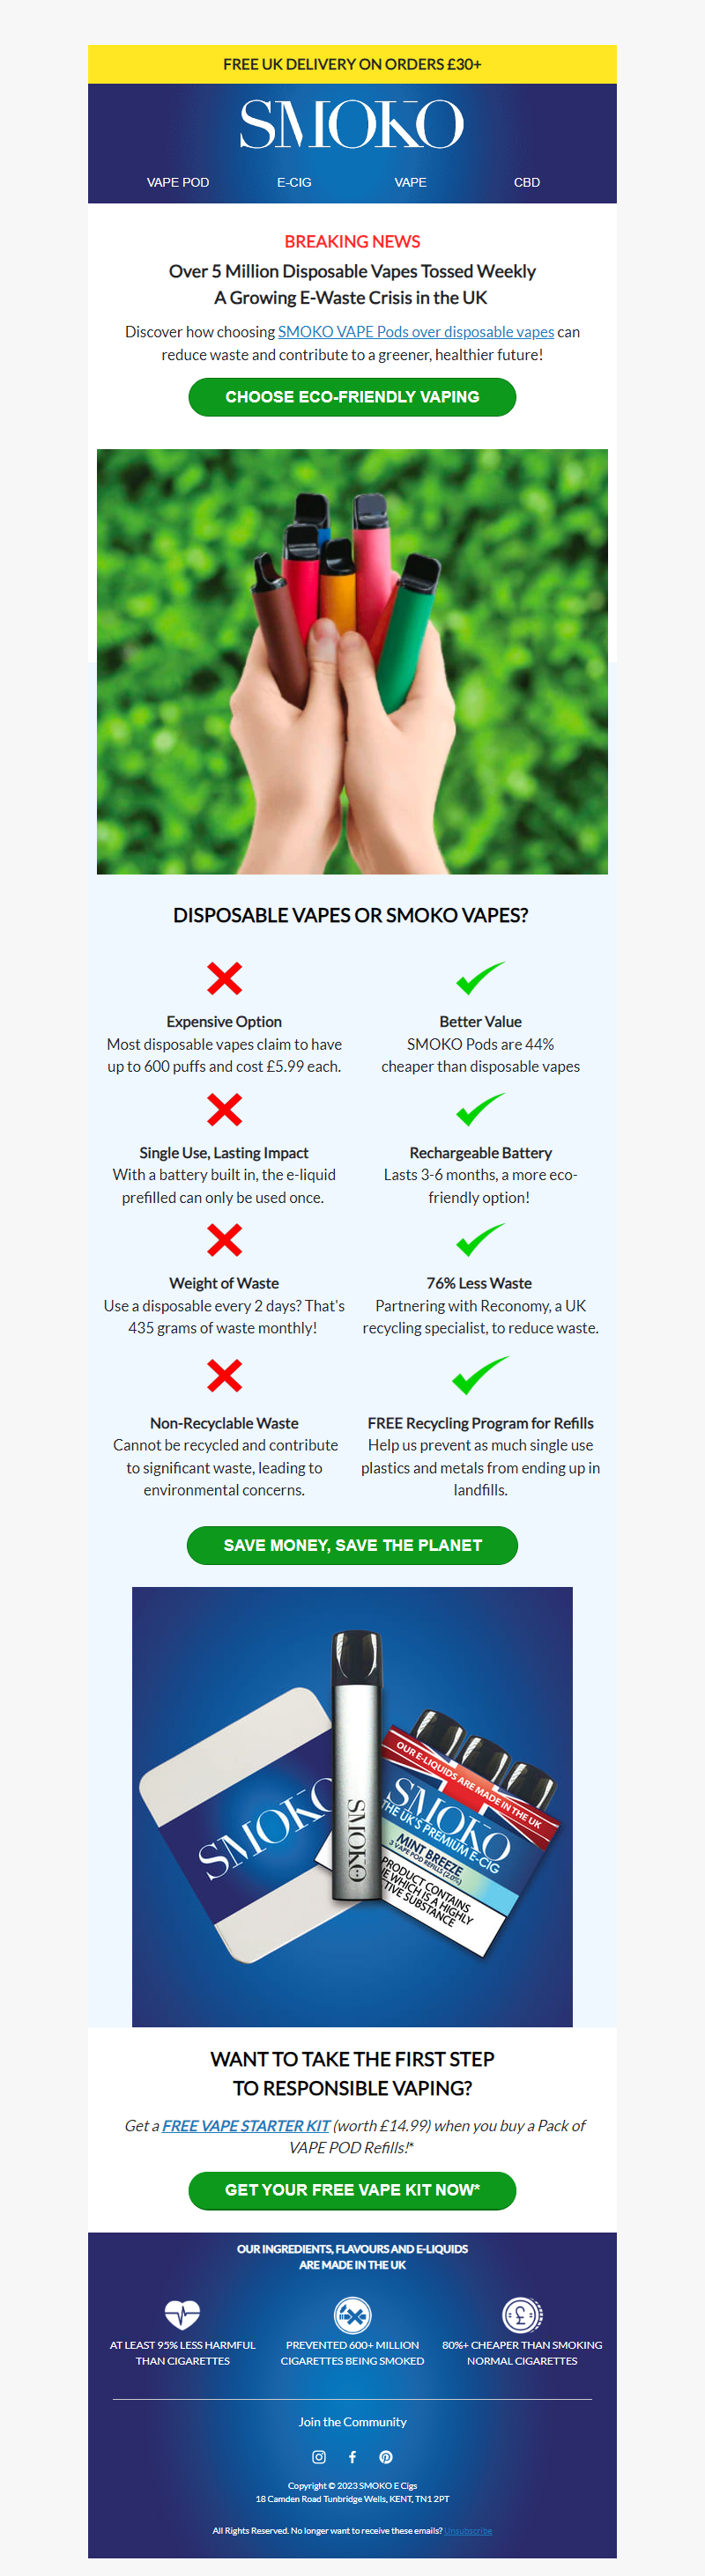 FREE UK DELIVERY ON ORDERS £30+
SMOKO
VAPE POD E-CIG VAPE CBD
BREAKING NEWS
Over 5 Million Disposable Vapes Tossed Weekly
A Growing E-Waste Crisis in the UK
Discover how choosing SMOKO VAPE Pods over disposable vapes can
reduce waste and contribute to a greener, healthier future!
CHOOSE ECO-FRIENDLY VAPING
DISPOSABLE VAPES OR SMOKO VAPES?
Expensive Option
Most disposable vapes claim to have
up to 600 puffs and cost £5.99 each.
Better Value
SMOKO Pods are 44%
cheaper than disposable vapes
Single Use, Lasting Impact
With a battery built in, the e-liquid
prefilled can only be used once.
Rechargeable Battery
Lasts 3-6 months, a more eco-
friendly option!
Weight of Waste
Use a disposable every 2 days? That's
435 grams of waste monthly!
76% Less Waste
Partnering with Reconomy, a UK
recycling specialist, to reduce waste.
Non-Recyclable Waste
Cannot be recycled and contribute
to significant waste, leading to
environmental concerns.
FREE Recycling Program for Refills
Help us prevent as much single use
plastics and metals from ending up in
landfills.
SAVE MONEY, SAVE THE PLANET
SMOKO
SMOKO
OUR E-LIQUIDS ARE MADE IN THE UK
SMOKO
THE UK'S PREMIUM E-CIG
MINT BREEZE
3 VAPE POD REFILLS (2.0%)
PRODUCT CONTAINS
WHICH IS A HIGHLY
SUBSTANCE
WANT TO TAKE THE FIRST STEP
TO RESPONSIBLE VAPING?
Get a FREE VAPE STARTER KIT (worth £14.99) when you buy a Pack of
VAPE POD Refills!*
GET YOUR FREE VAPE KIT NOW*
OUR INGREDIENTS, FLAVOURS AND E-LIQUIDS
ARE MADE IN THE UK
AT LEAST 95% LESS HARMFUL
THAN CIGARETTES
PREVENTED 600+ MILLION
CIGARETTES BEING SMOKED
80%+ CHEAPER THAN SMOKING
NORMAL CIGARETTES
Join the Community
Copyright © 2023 SMOKO E Cigs
18 Camden Road Tunbridge Wells, KENT, TN1 2PT
All Rights Reserved. No longer want to receive these emails? Unsubscribe